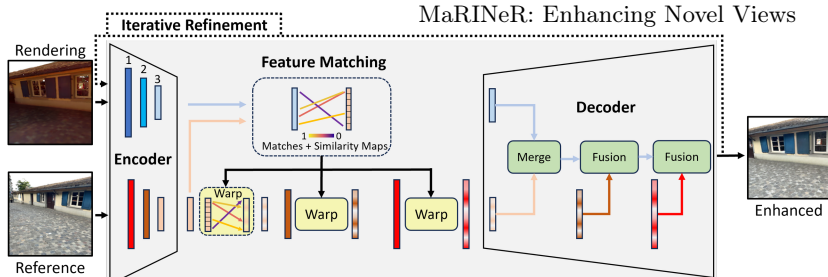 MaRINeR: Enhancing Novel Views
Iterative Refinement
Rendering
1
2
3
Feature Matching
1 0
Matches + Similarity Maps
Decoder
Encoder
Merge
Fusion
Fusion
Warp
Warp
Warp
Enhanced
Reference